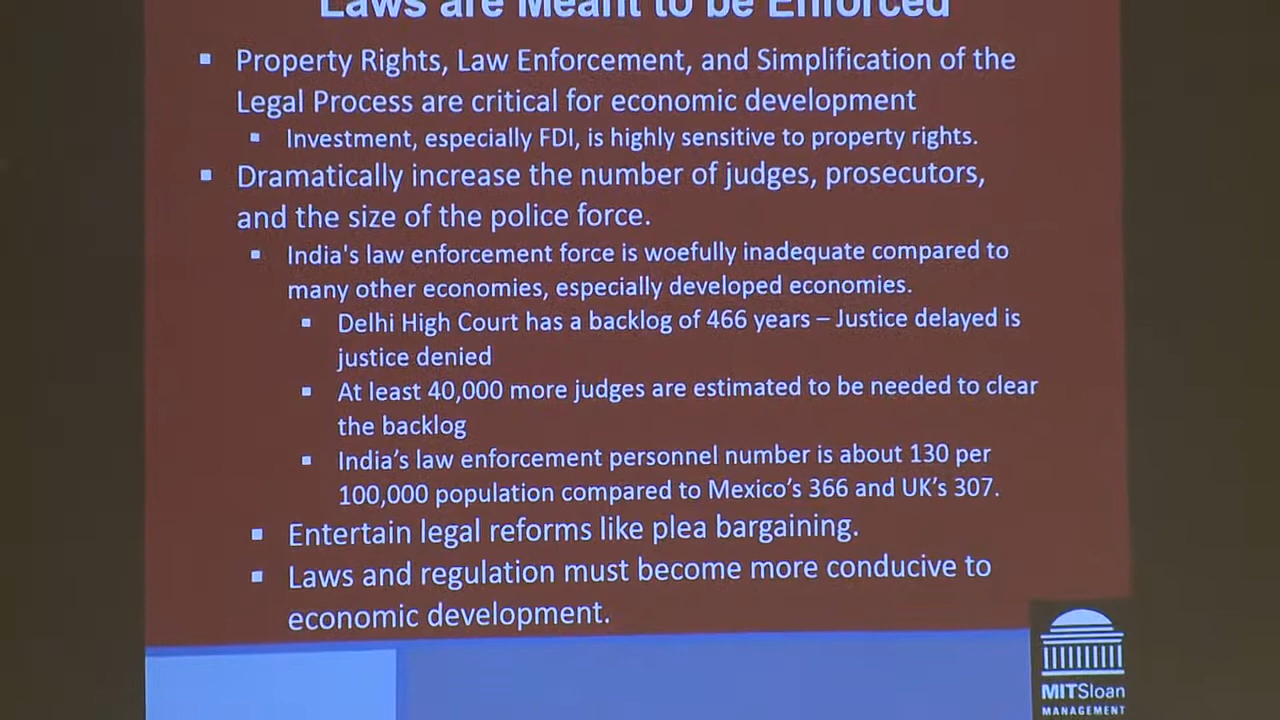 Laws are Meant to be Enforced
▪ Property Rights, Law Enforcement, and Simplification of the
Legal Process are critical for economic development
▪ Investment, especially FDI, is highly sensitive to property rights.
▪ Dramatically increase the number of judges, prosecutors,
and the size of the police force.
▪ India's law enforcement force is woefully inadequate compared to
many other economies, especially developed economies.
▪ Delhi High Court has a backlog of 466 years – Justice delayed is
justice denied
▪ At least 40,000 more judges are estimated to be needed to clear
the backlog
▪ India’s law enforcement personnel number is about 130 per
100,000 population compared to Mexico’s 366 and UK’s 307.
▪ Entertain legal reforms like plea bargaining.
▪ Laws and regulation must become more conducive to
economic development.
MITSloan
MANAGEMENT